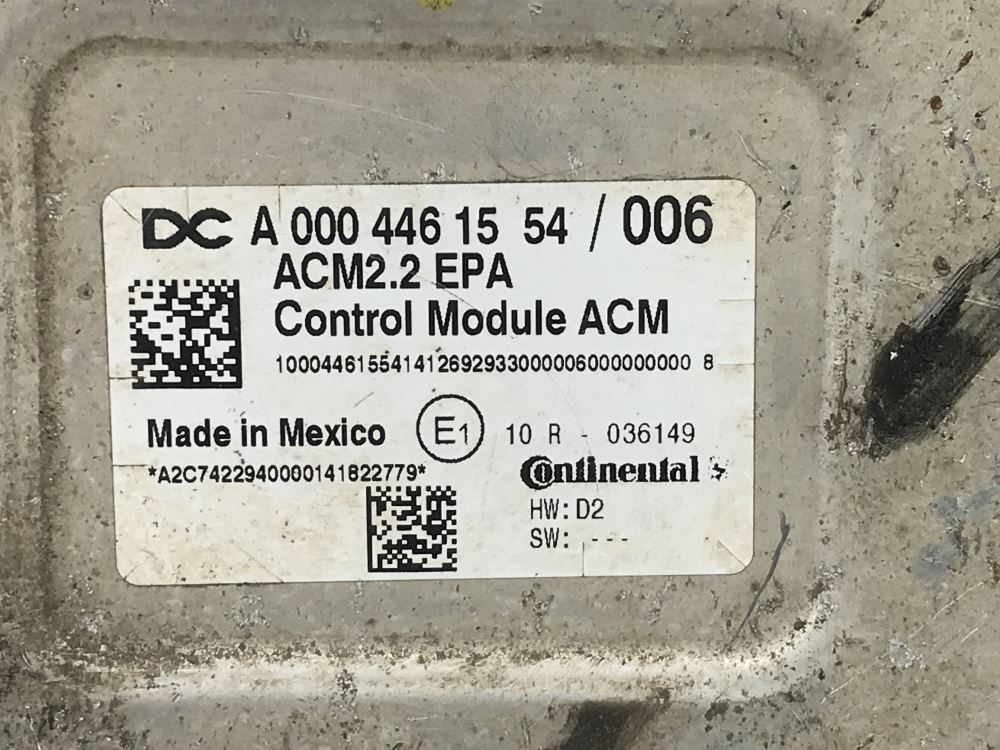 DC A 000 446 15 54 / 006
ACM2.2 EPA
Control Module ACM
10004461554141269293300000600000000 8
Made in Mexico E1 10 R - 036149
*A2C7422940000141822779* Continental
HW: D2
SW: ---